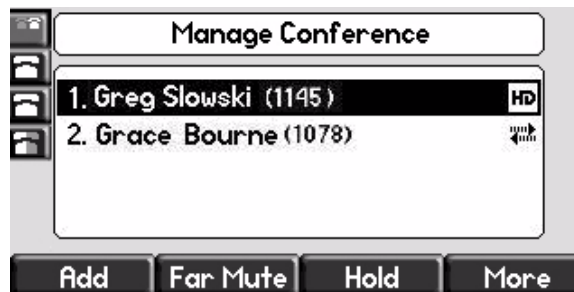 Manage Conference
1. Greg Slowski (1145) HD
2. Grace Bourne (1078)
Add Far Mute Hold More